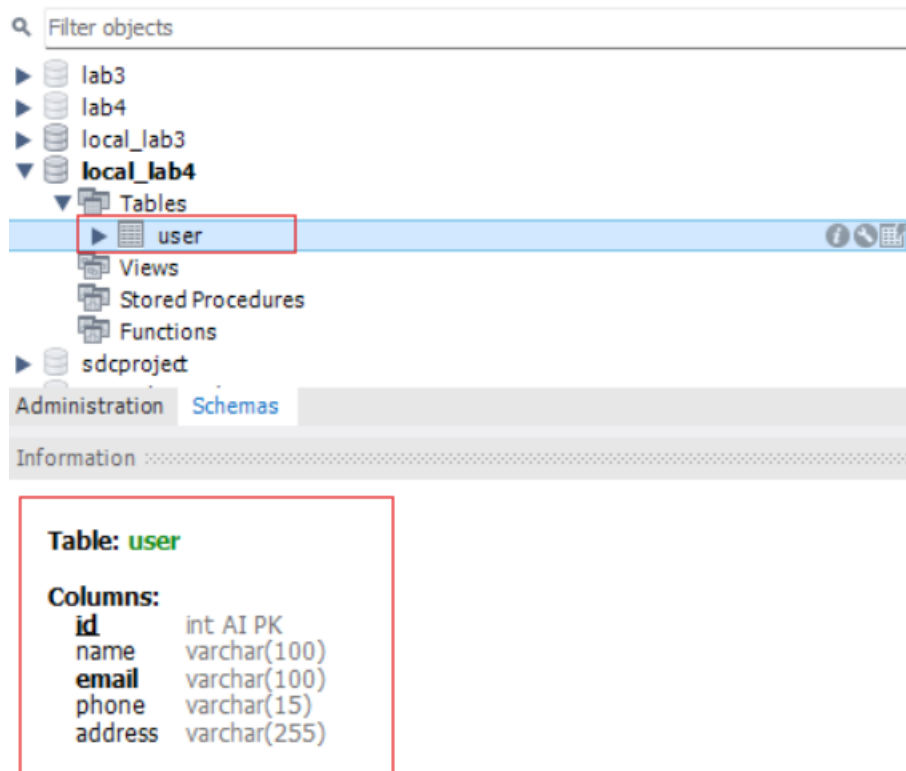 Filter objects
lab3
lab4
local_lab3
local_lab4
Tables
user
Views
Stored Procedures
Functions
sdcproject
Administration Schemas
Information
Table: user
Columns:
id int AI PK
name varchar(100)
email varchar(100)
phone varchar(15)
address varchar(255)